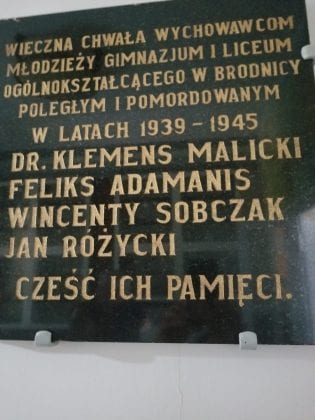 WIECZNA CHWAŁA WYCHOWAWCOM
MŁODZIEŻY GIMNAZJUM I LICEUM
OGÓLNOKSZTAŁCĄCEGO W BRODNICY
POLEGŁYM I POMORDOWANYM
W LATACH 1939 – 1945
DR. KLEMENS MALICKI
FELIKS ADAMANIS
WINCENTY SOBCZAK
JAN RÓŻYCKI
CZEŚĆ ICH PAMIĘCI.